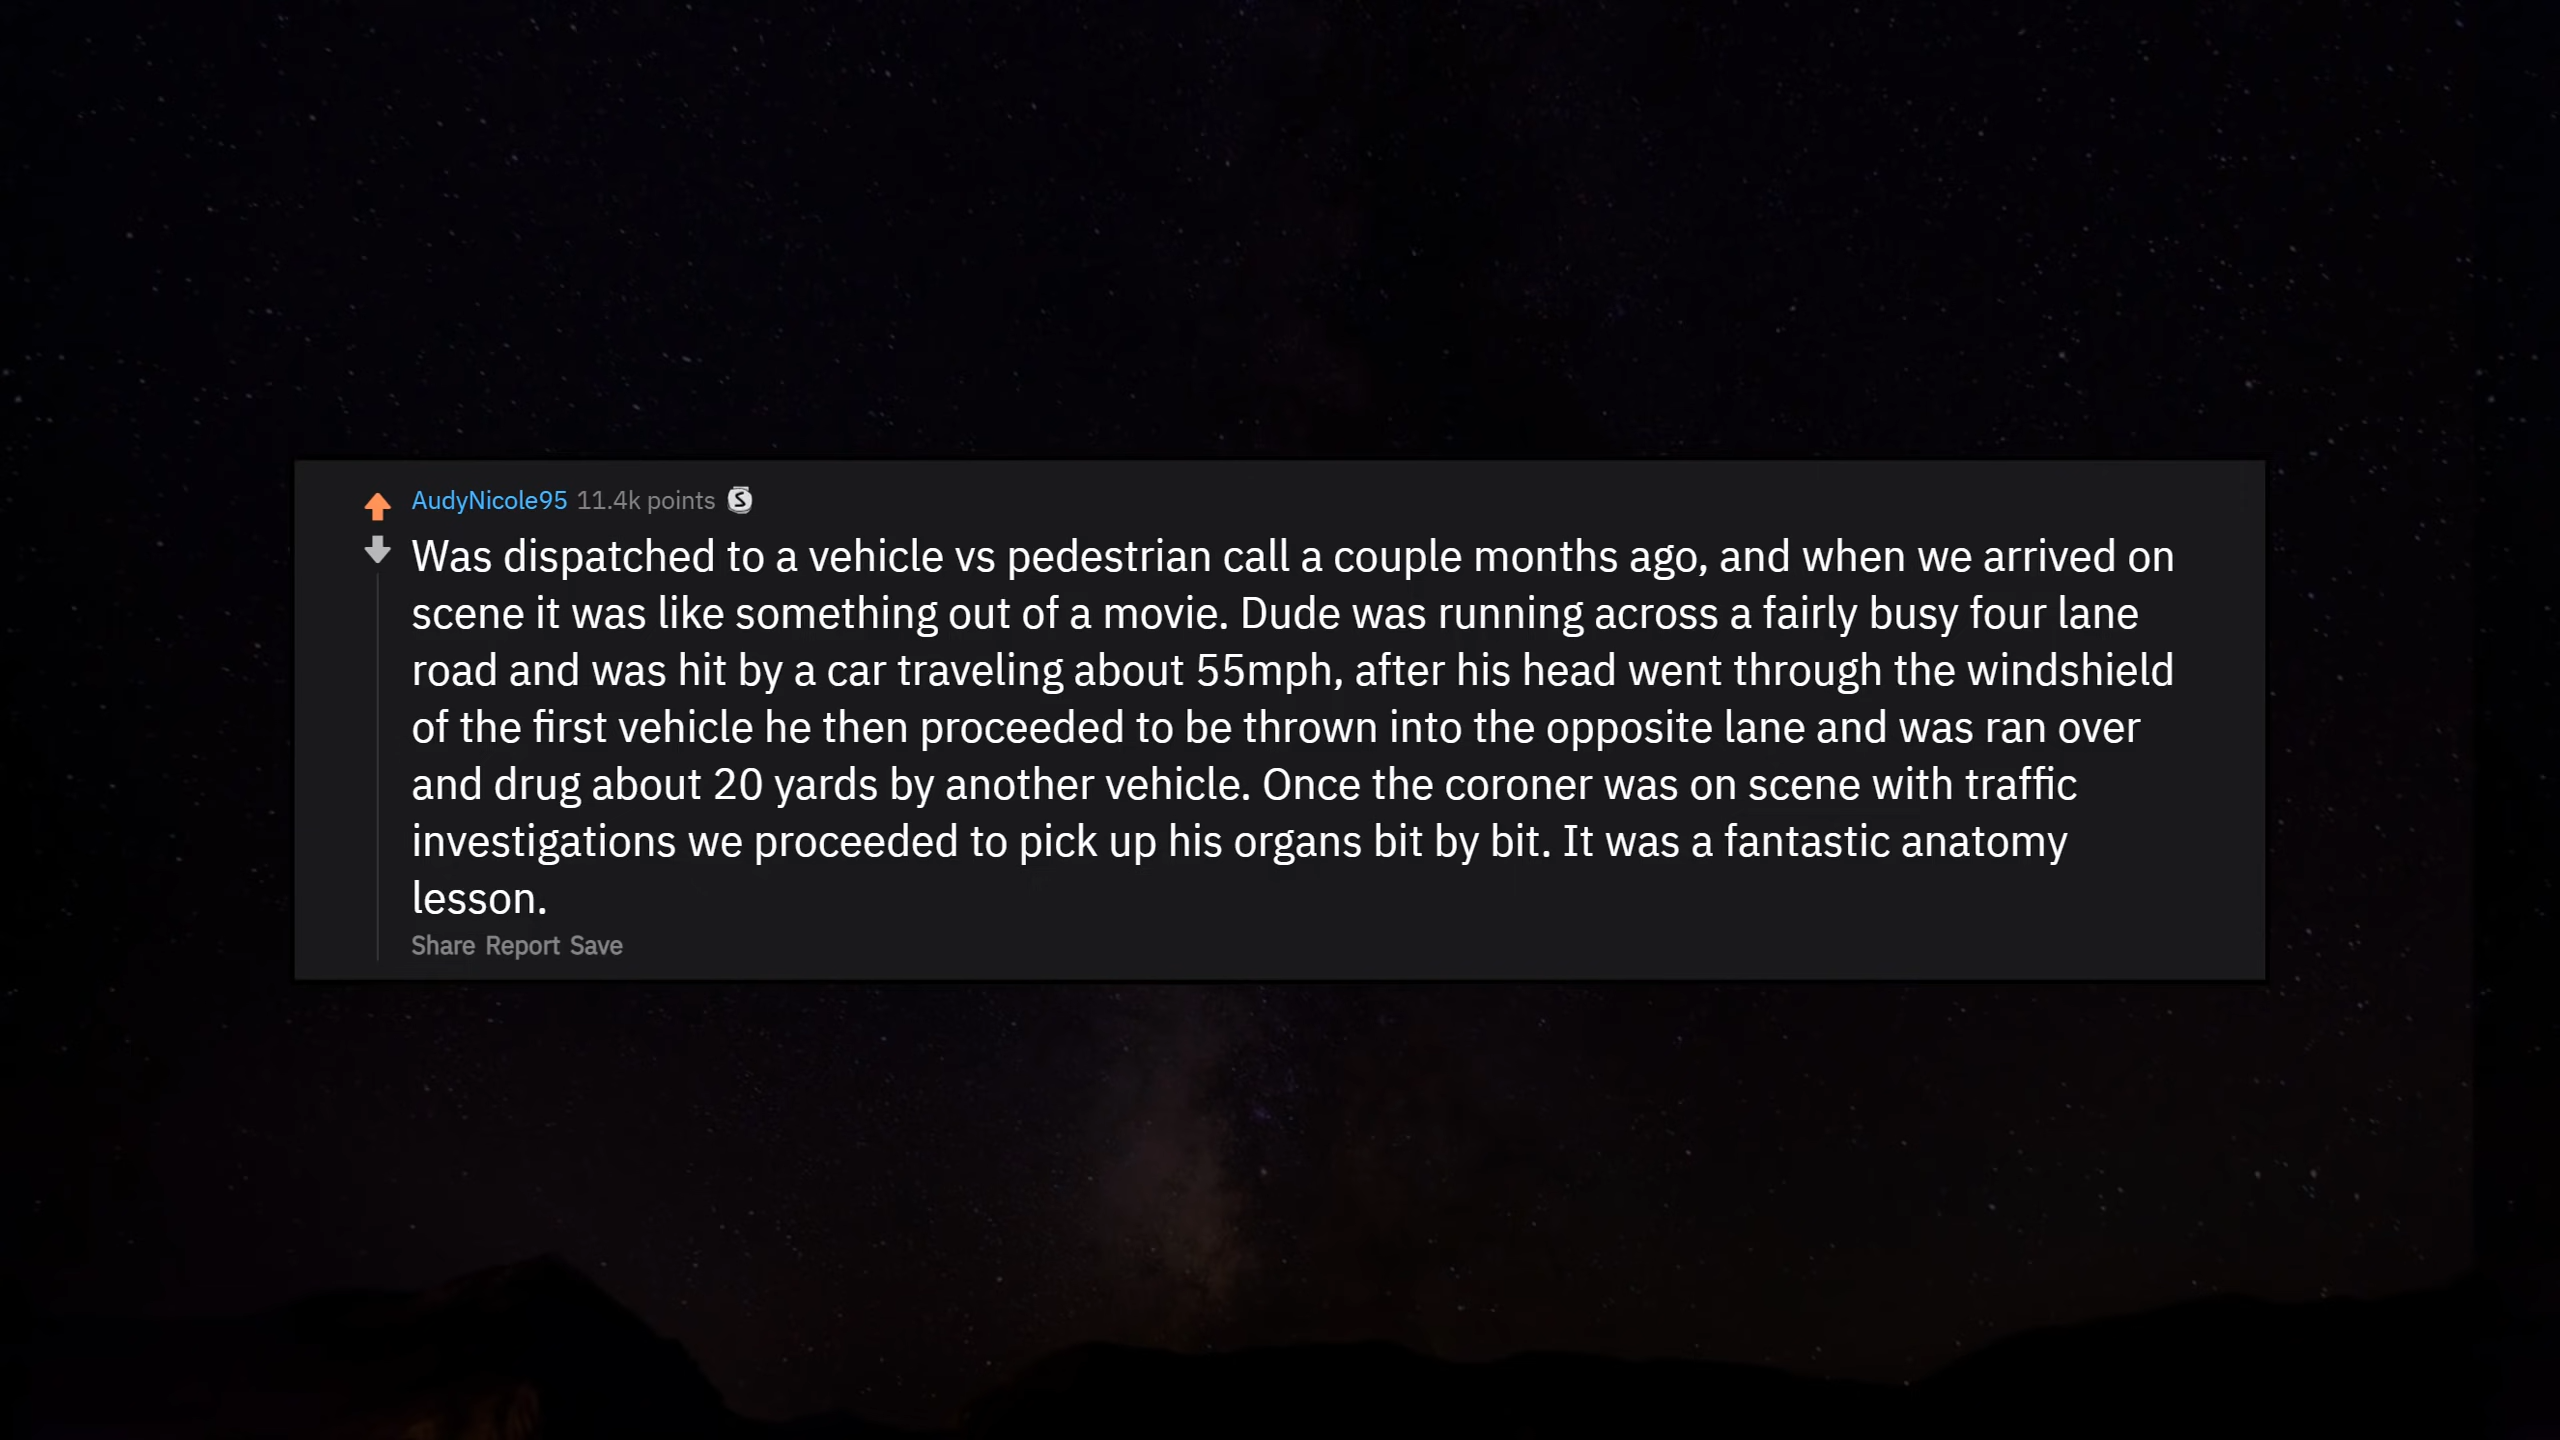 AudyNicole95 11.4k points
Was dispatched to a vehicle vs pedestrian call a couple months ago, and when we arrived on
scene it was like something out of a movie. Dude was running across a fairly busy four lane
road and was hit by a car traveling about 55mph, after his head went through the windshield
of the first vehicle he then proceeded to be thrown into the opposite lane and was ran over
and drug about 20 yards by another vehicle. Once the coroner was on scene with traffic
investigations we proceeded to pick up his organs bit by bit. It was a fantastic anatomy
lesson.
Share Report Save